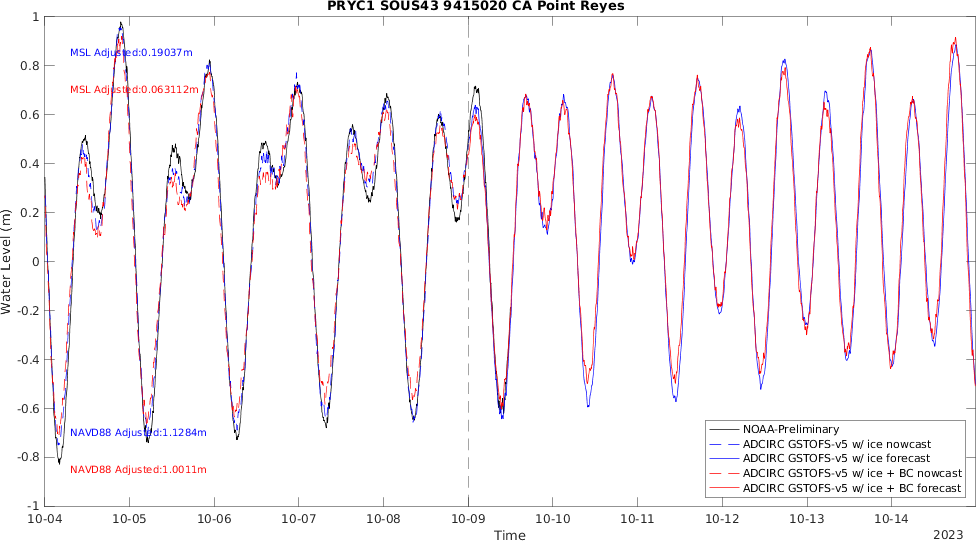 PRYC1 SOUS43 9415020 CA Point Reyes
1
0.8
0.6
0.4
0.2
0
-0.2
-0.4
-0.6
-0.8
-1
Water Level (m)
MSL Adjusted:0.19037m
MSL Adjusted:0.063112m
NAVD88 Adjusted:1.1284m
NAVD88 Adjusted:1.0011m
NOAA-Preliminary
ADCIRC GSTOFS-v5 w/ ice nowcast
ADCIRC GSTOFS-v5 w/ ice forecast
ADCIRC GSTOFS-v5 w/ ice + BC nowcast
ADCIRC GSTOFS-v5 w/ ice + BC forecast
10-04 10-05 10-06 10-07 10-08 10-09 10-10 10-11 10-12 10-13 10-14
Time
2023